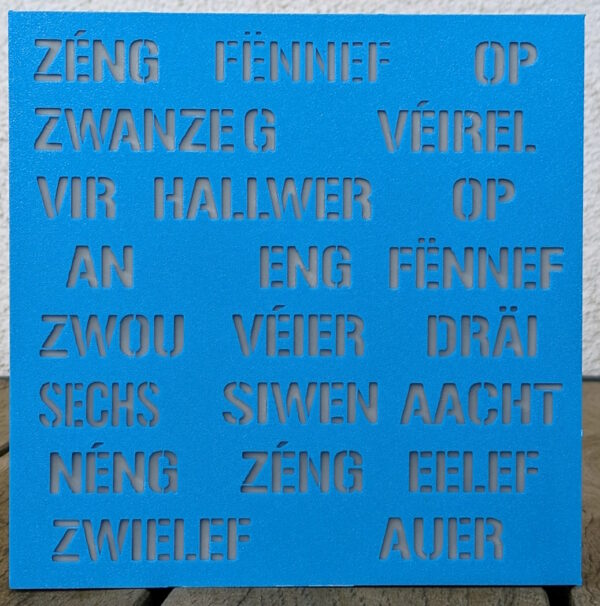 ZÉNG FËNNEF OP
ZWANZEG VÉIREL
VIR HALLWER OP
AN ENG FËNNEF
ZWOU VÉIER DRÄI
SECHS SIWEN AACHT
NÉNG ZÉNG EELEF
ZWIELEF AUER